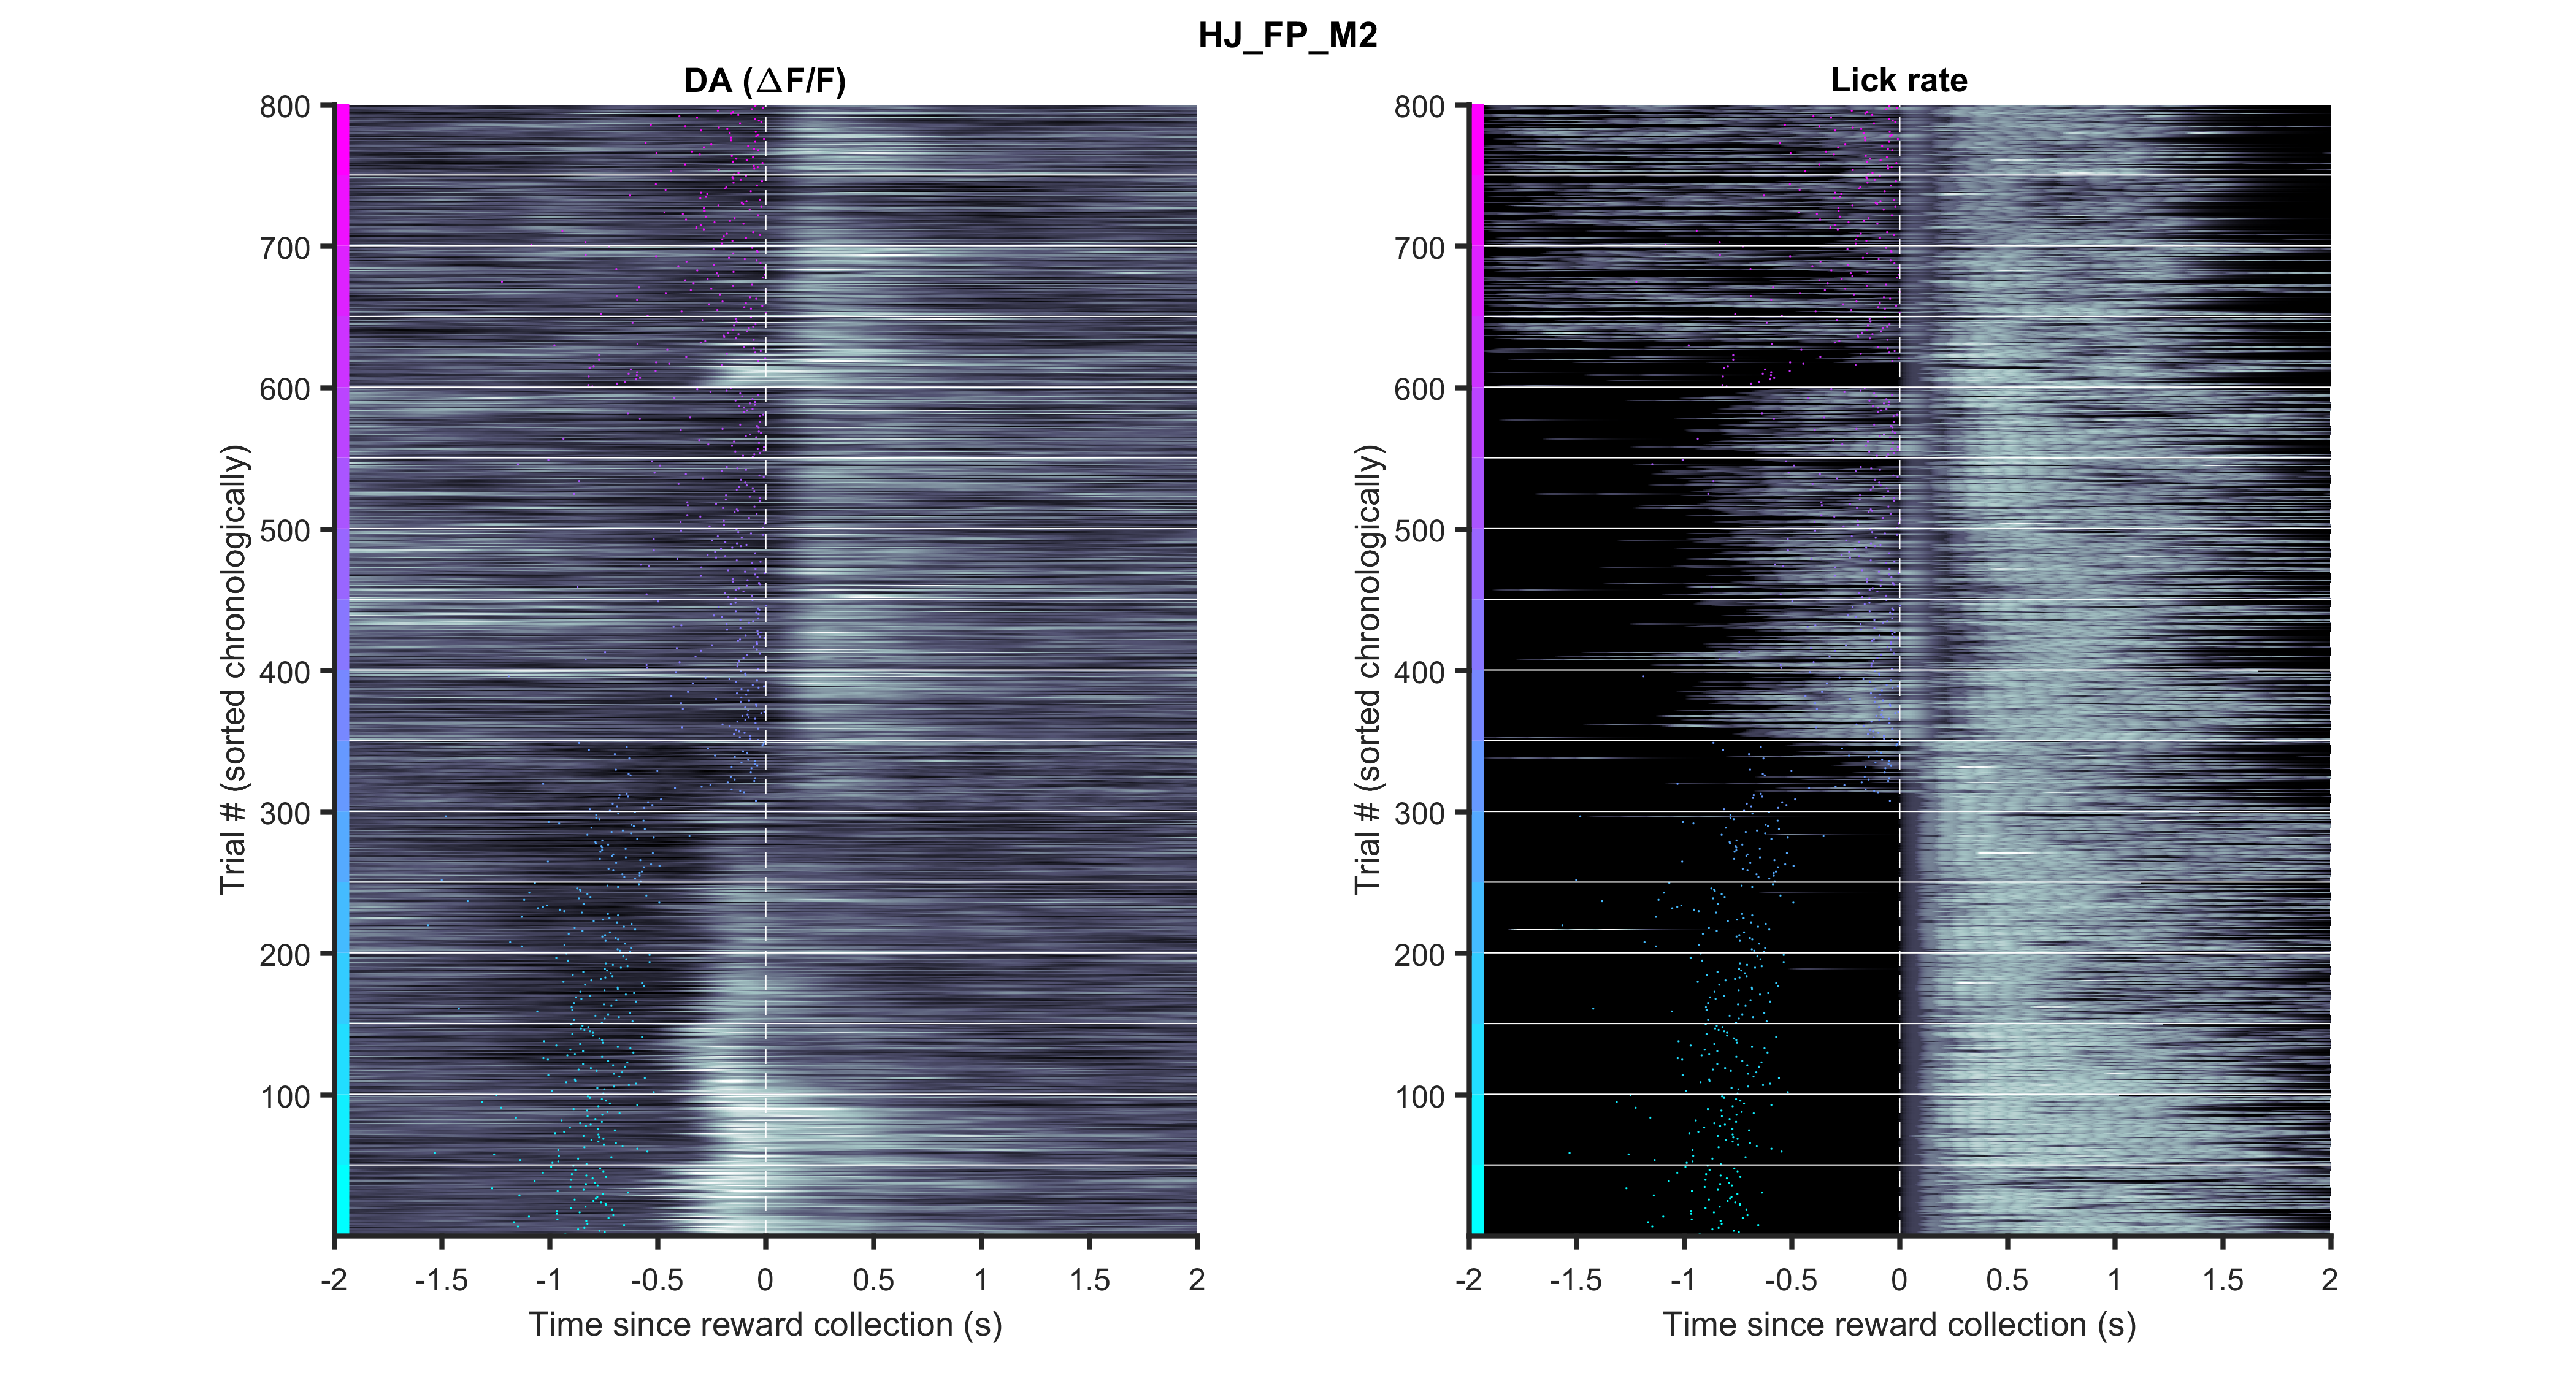 HJ_FP_M2
DA (ΔF/F)
Trial # (sorted chronologically)
800
700
600
500
400
300
200
100
-2 -1.5 -1 -0.5 0 0.5 1 1.5 2
Time since reward collection (s)
Lick rate
Trial # (sorted chronologically)
800
700
600
500
400
300
200
100
-2 -1.5 -1 -0.5 0 0.5 1 1.5 2
Time since reward collection (s)